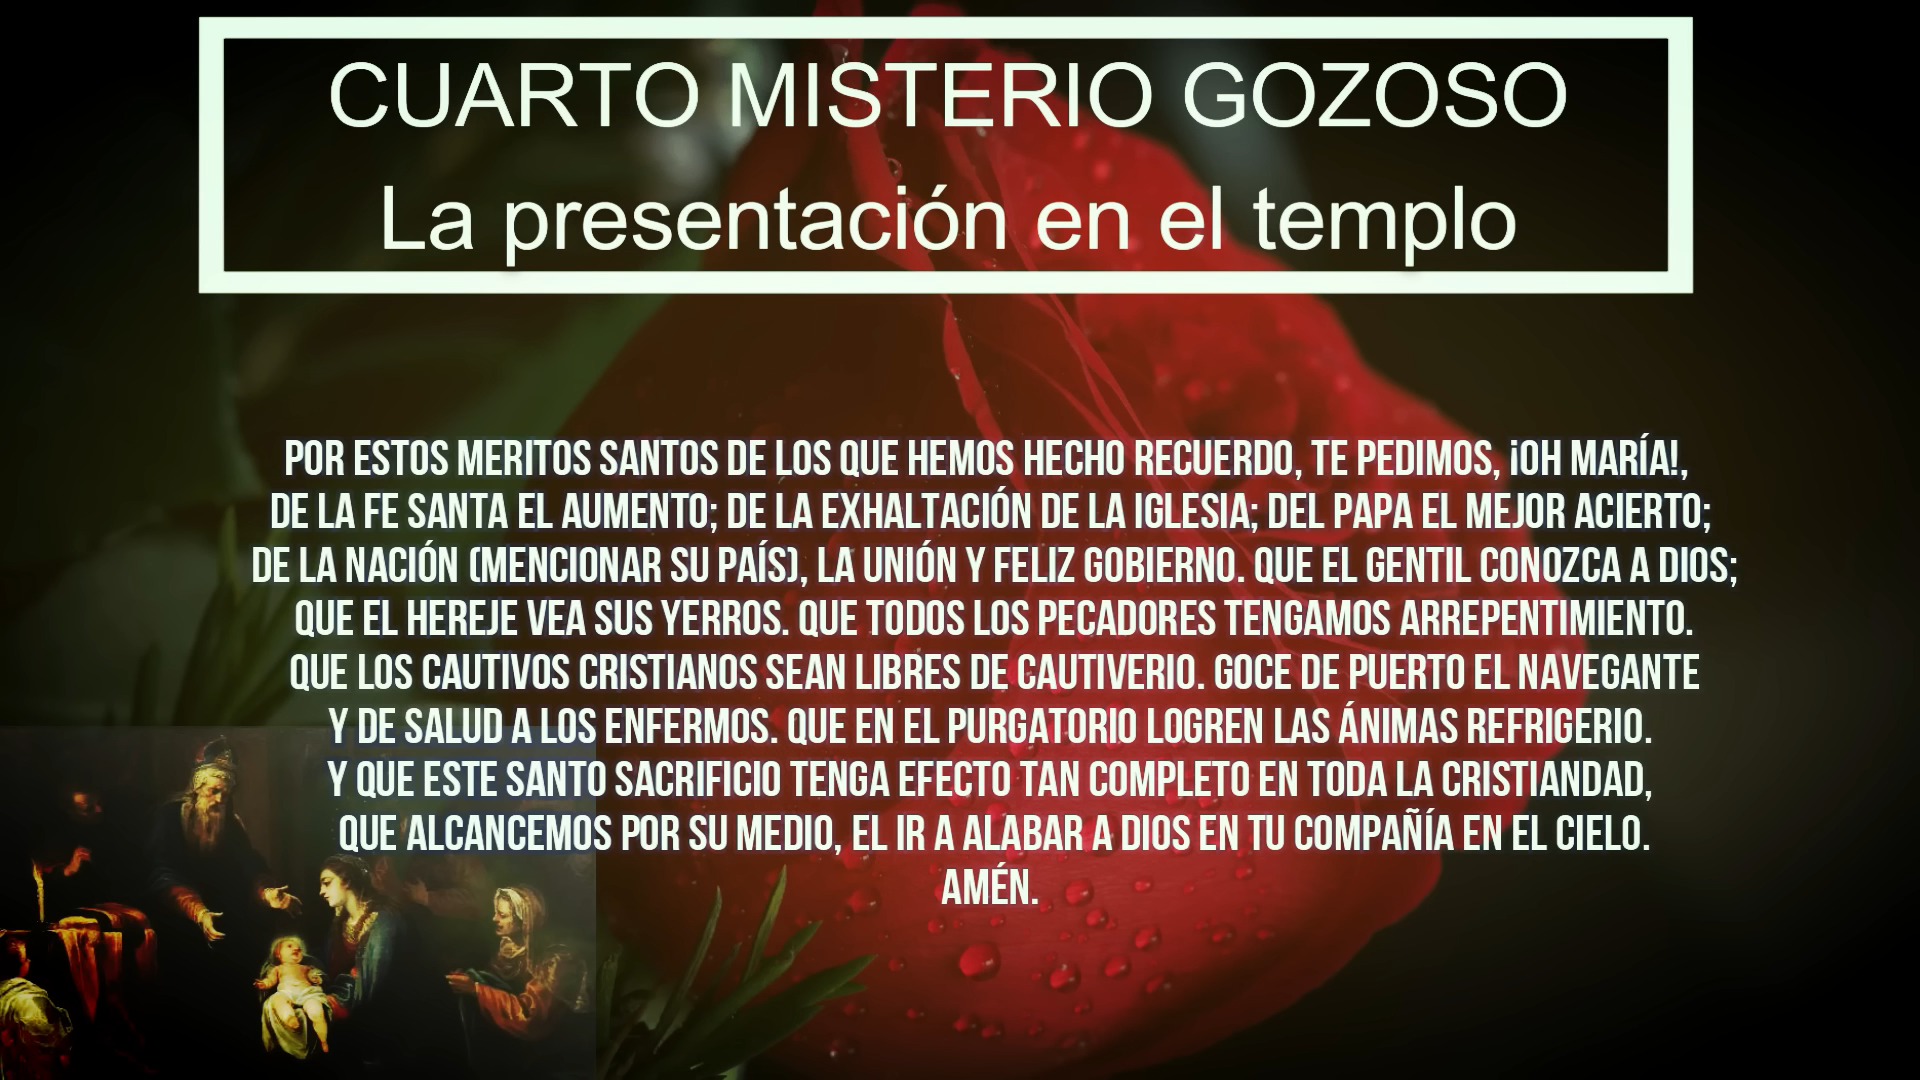 CUARTO MISTERIO GOZOSO
La presentación en el templo
POR ESTOS MERITOS SANTOS DE LOS QUE HEMOS HECHO RECUERDO, TE PEDIMOS, ¡OH MARÍA!,
DE LA FE SANTA EL AUMENTO; DE LA EXHALTACIÓN DE LA IGLESIA; DEL PAPA EL MEJOR ACIERTO;
DE LA NACIÓN (MENCIONAR SU PAÍS), LA UNIÓN Y FELIZ GOBIERNO. QUE EL GENTIL CONOZCA A DIOS;
QUE EL HEREJE VEA SUS YERROS. QUE TODOS LOS PECADORES TENGAMOS ARREPENTIMIENTO.
QUE LOS CAUTIVOS CRISTIANOS SEAN LIBRES DE CAUTIVERIO. GOCE DE PUERTO EL NAVEGANTE
Y DE SALUD A LOS ENFERMOS. QUE EN EL PURGATORIO LOGREN LAS ÁNIMAS REFRIGERIO.
Y QUE ESTE SANTO SACRIFICIO TENGA EFECTO TAN COMPLETO EN TODA LA CRISTIANDAD,
QUE ALCANCEMOS POR SU MEDIO, EL IR A ALABAR A DIOS EN TU COMPAÑÍA EN EL CIELO.
AMÉN.